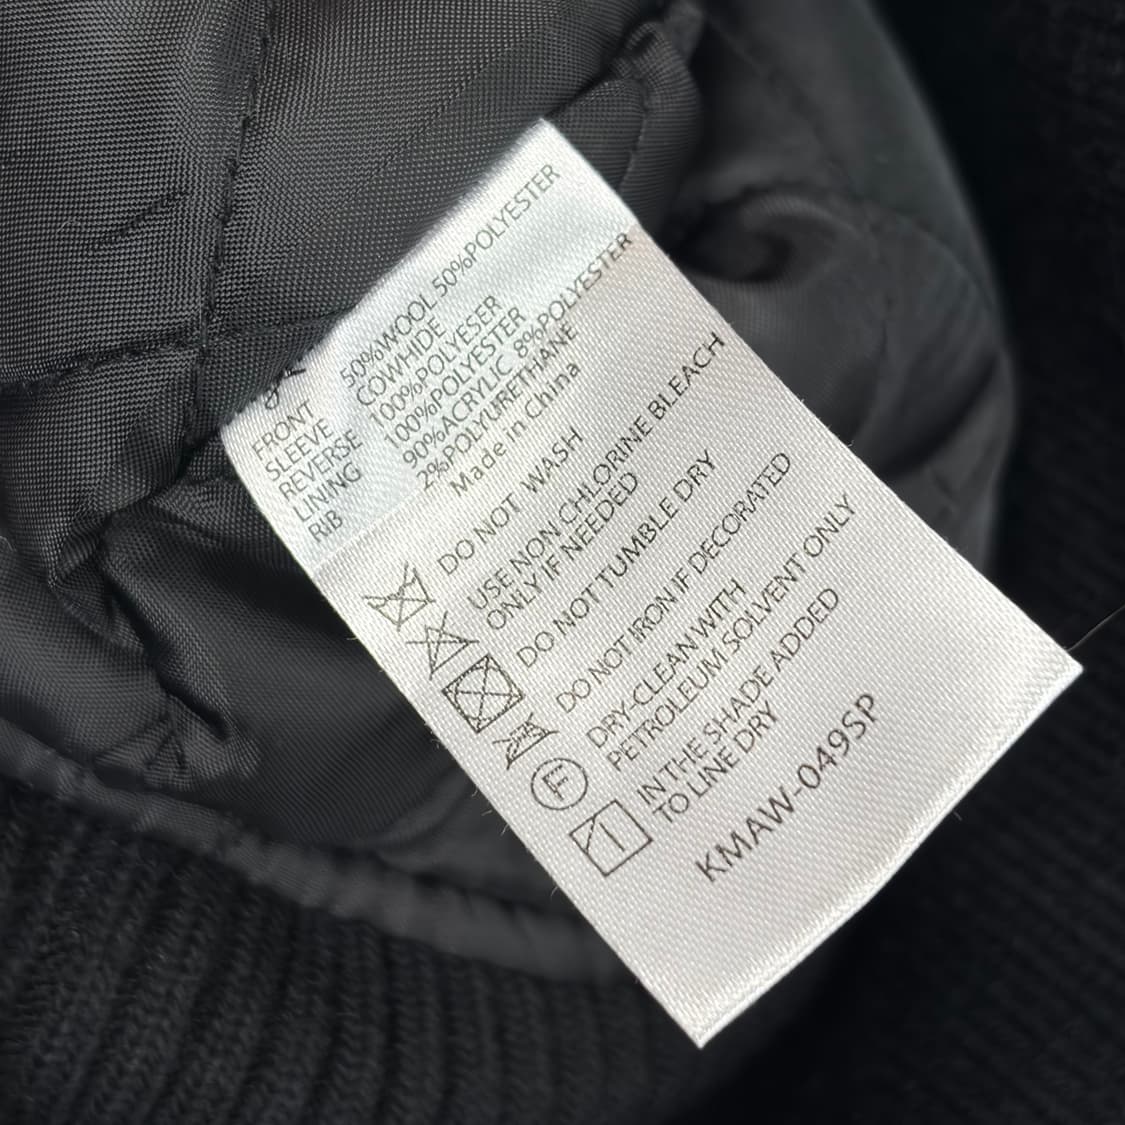 FRONT 50%WOOL 50%POLYESTER
SLEEVE COWHIDE
REVERSE 100%POLYESER
LINING 100%POLYESTER
RIB 90%ACRYLIC 8%POLYESTER
2%POLYURETHANE
Made in China
DO NOT WASH
USE NON CHLORINE BLEACH
ONLY IF NEEDED
DO NOT TUMBLE DRY
DO NOT IRON IF DECORATED
F DRY-CLEAN WITH
PETROLEUM SOLVENT ONLY
IN THE SHADE ADDED
TO LINE DRY
KMAW-049SP